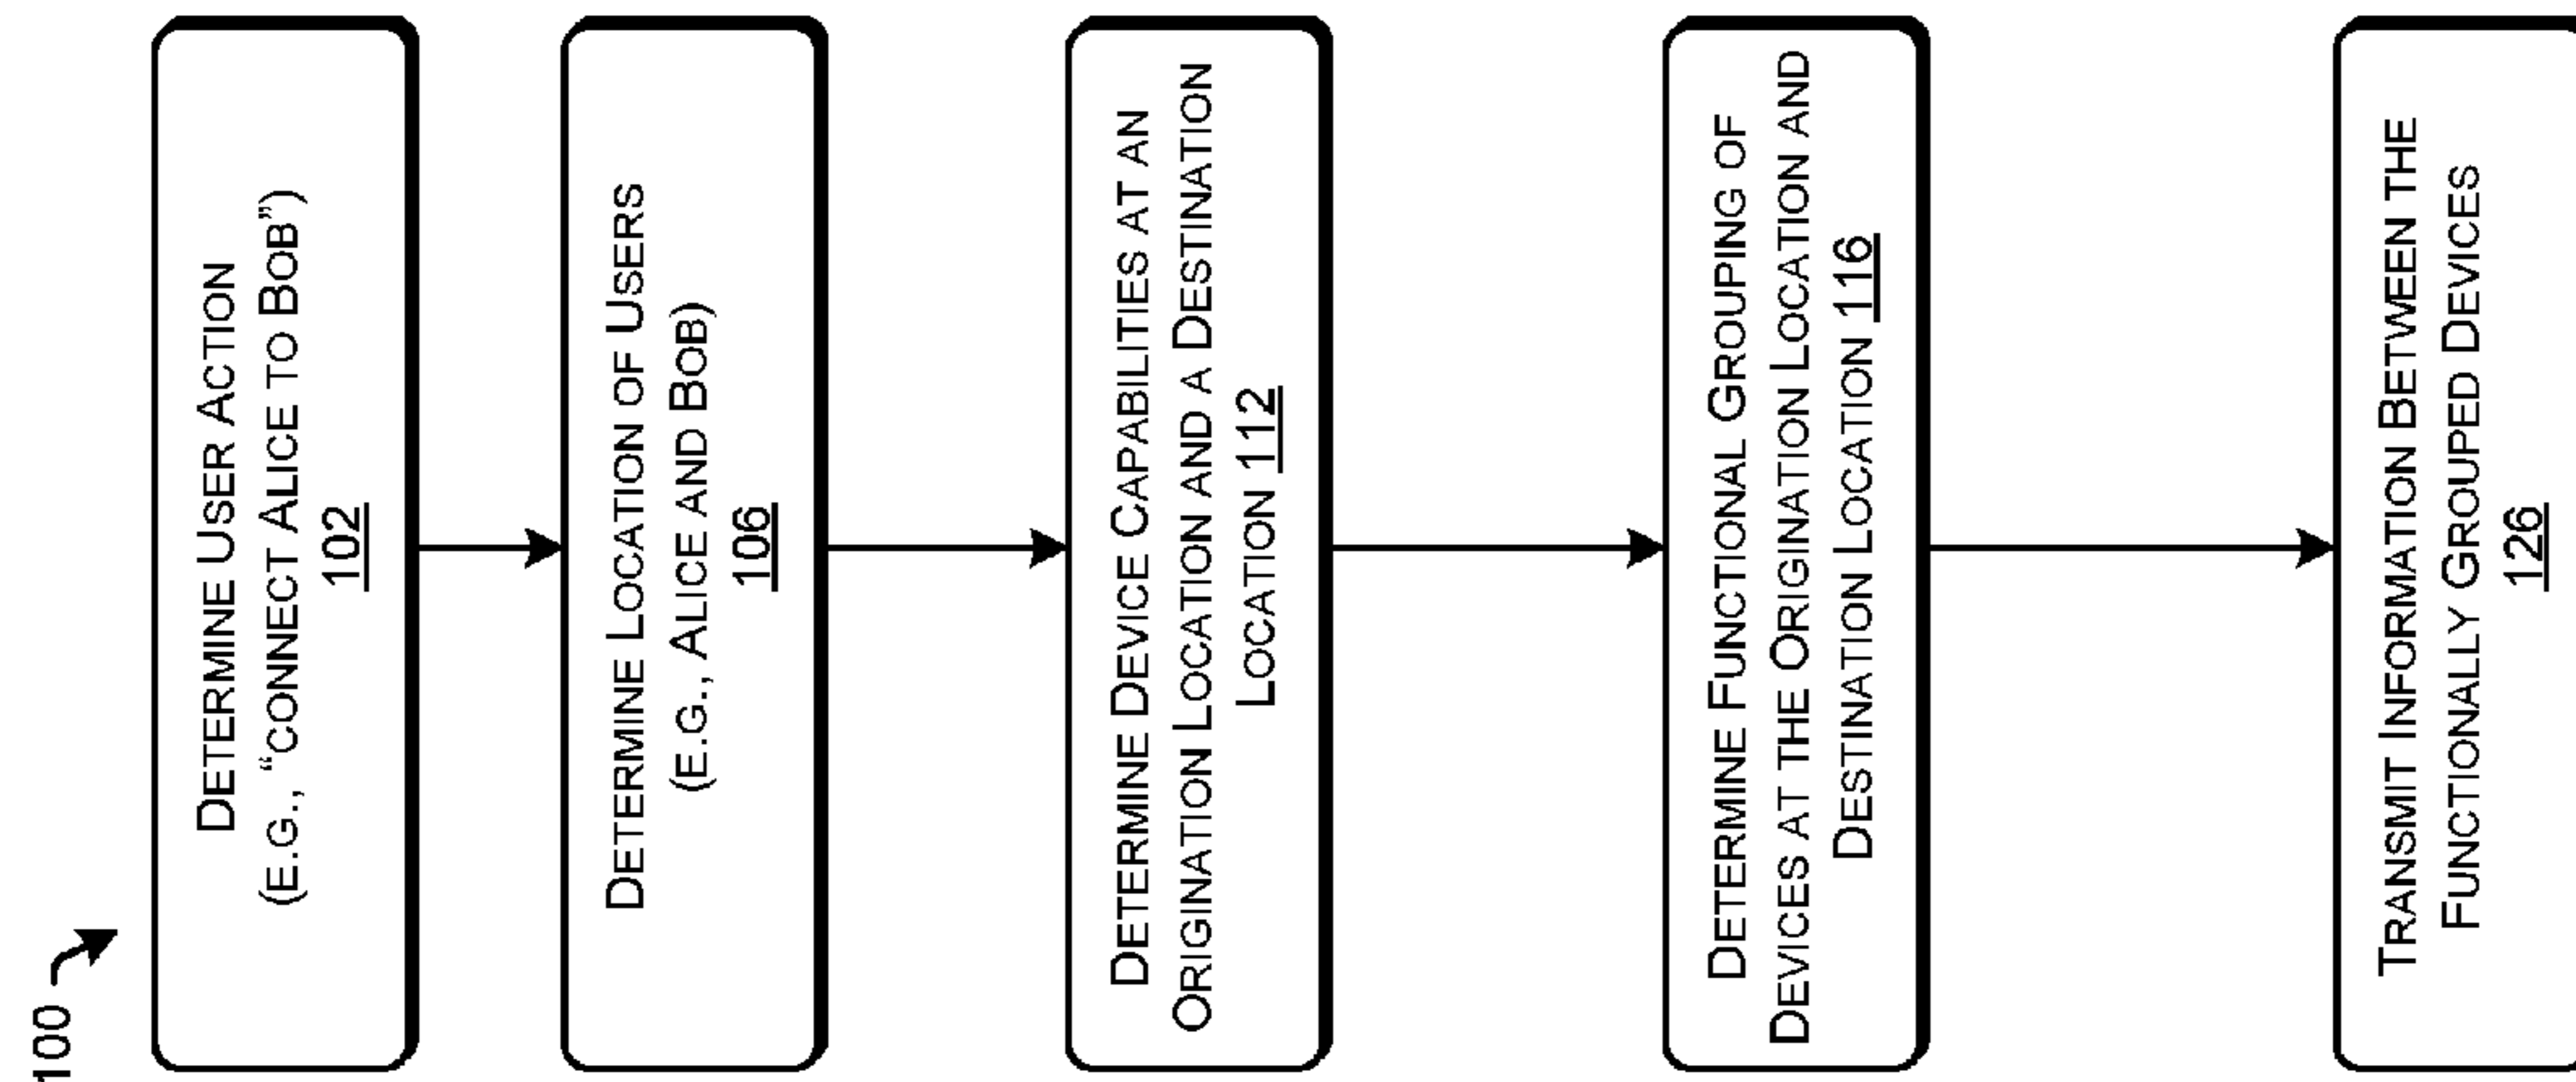 100
DETERMINE USER ACTION
(E.G., “CONNECT ALICE TO BOB”)
102
DETERMINE LOCATION OF USERS
(E.G., ALICE AND BOB)
106
DETERMINE DEVICE CAPABILITIES AT AN
ORIGINATION LOCATION AND A DESTINATION
LOCATION 112
DETERMINE FUNCTIONAL GROUPING OF
DEVICES AT THE ORIGINATION LOCATION AND
DESTINATION LOCATION 116
TRANSMIT INFORMATION BETWEEN THE
FUNCTIONALLY GROUPED DEVICES
126